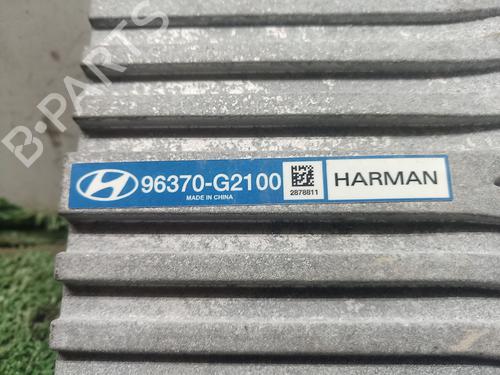 B-PARTS
96370-G2100
MADE IN CHINA
2878811
HARMAN